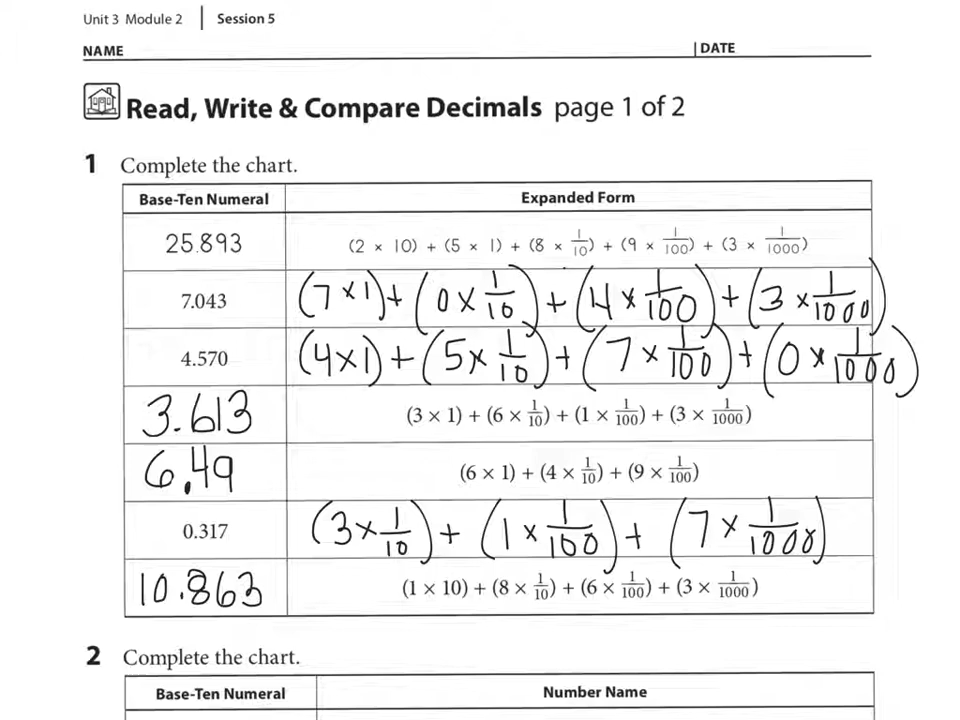 Unit 3 Module 2 | Session 5
NAME | DATE
Read, Write & Compare Decimals page 1 of 2
1 Complete the chart.
Base-Ten Numeral Expanded Form
25.893 (2 × 10) + (5 × 1) + (8 × 1/10) + (9 × 1/100) + (3 × 1/1000)
7.043 (7 × 1) + (0 × 1/10) + (4 × 1/100) + (3 × 1/1000)
4.570 (4 × 1) + (5 × 1/10) + (7 × 1/100) + (0 × 1/1000)
3.613 (3 × 1) + (6 × 1/10) + (1 × 1/100) + (3 × 1/1000)
6.49 (6 × 1) + (4 × 1/10) + (9 × 1/100)
0.317 (3 × 1/10) + (1 × 1/100) + (7 × 1/1000)
10.863 (1 × 10) + (8 × 1/10) + (6 × 1/100) + (3 × 1/1000)
2 Complete the chart.
Base-Ten Numeral Number Name